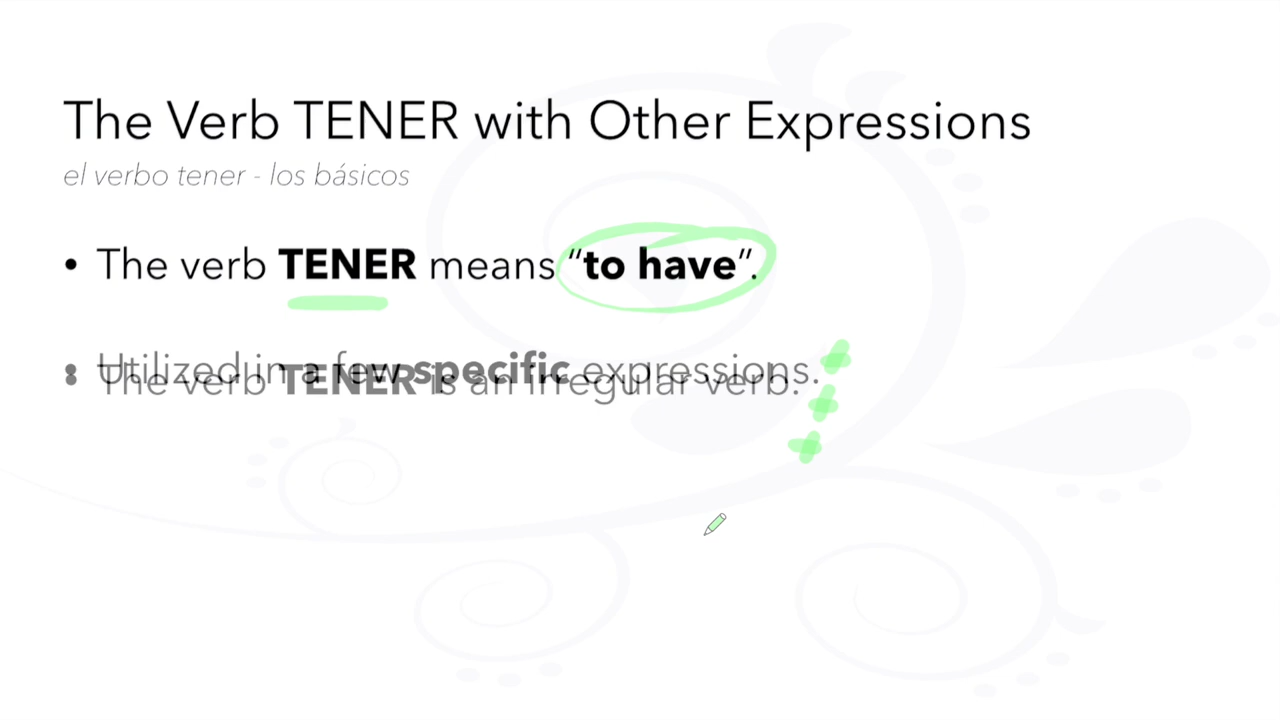 The Verb TENER with Other Expressions
el verbo tener - los básicos
• The verb TENER means “to have”.
• Utilized in a few specific expressions.
• The verb TENER is an irregular verb.